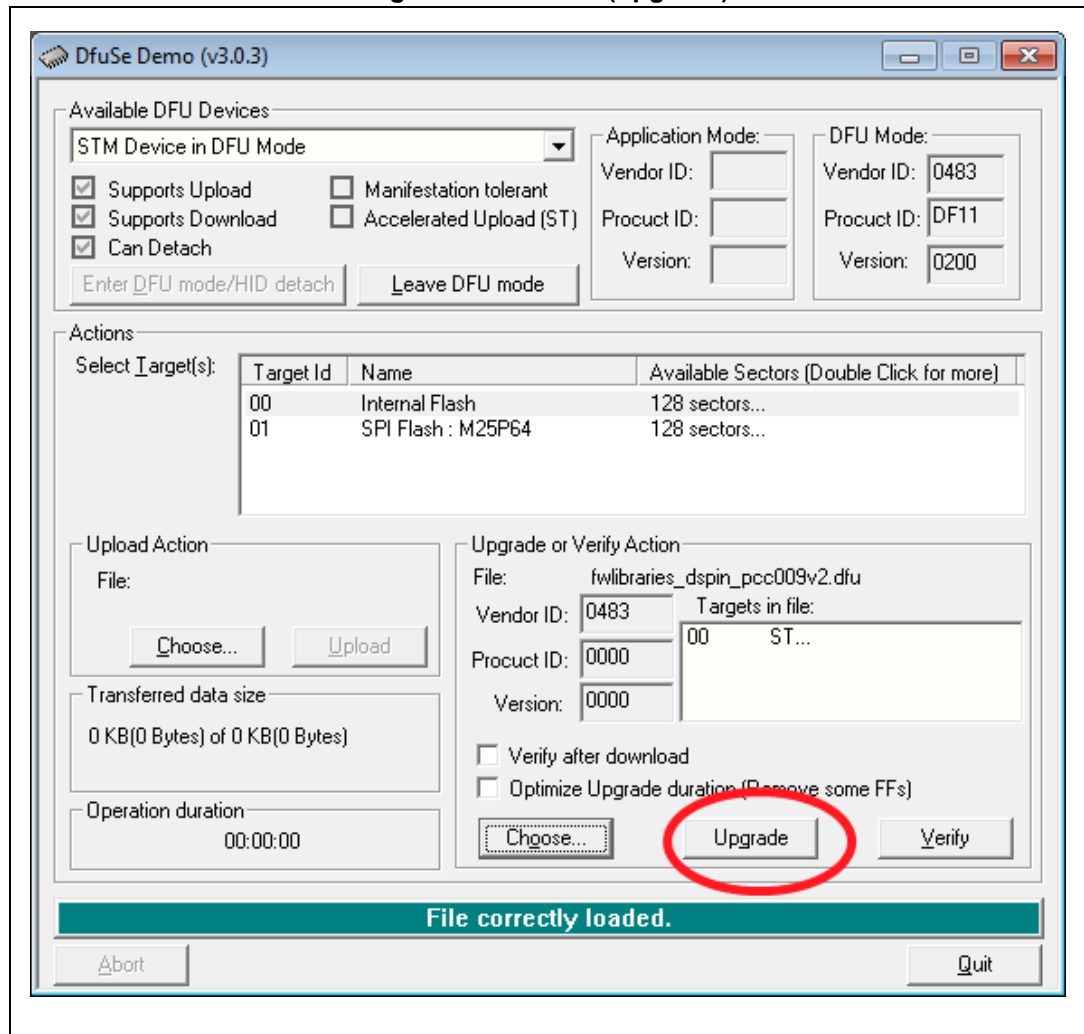 DfuSe Demo (v3.0.3)
Available DFU Devices
STM Device in DFU Mode
Supports Upload
Manifestation tolerant
Supports Download
Accelerated Upload (ST)
Can Detach
Enter DFU mode/HID detach
Leave DFU mode
Application Mode:
Vendor ID:
Procuct ID:
Version:
DFU Mode:
Vendor ID: 0483
Procuct ID: DF11
Version: 0200
Actions
Select Target(s):
Target Id Name Available Sectors (Double Click for more)
00 Internal Flash 128 sectors...
01 SPI Flash : M25P64 128 sectors...
Upload Action
File:
Choose... Upload
Transferred data size
0 KB(0 Bytes) of 0 KB(0 Bytes)
Operation duration
00:00:00
Upgrade or Verify Action
File: fwlibraries_dspin_pcc009v2.dfu
Vendor ID: 0483
Procuct ID: 0000
Version: 0000
Targets in file:
00 ST...
Verify after download
Optimize Upgrade duration (Remove some FFs)
Choose... Upgrade Verify
File correctly loaded.
Abort Quit